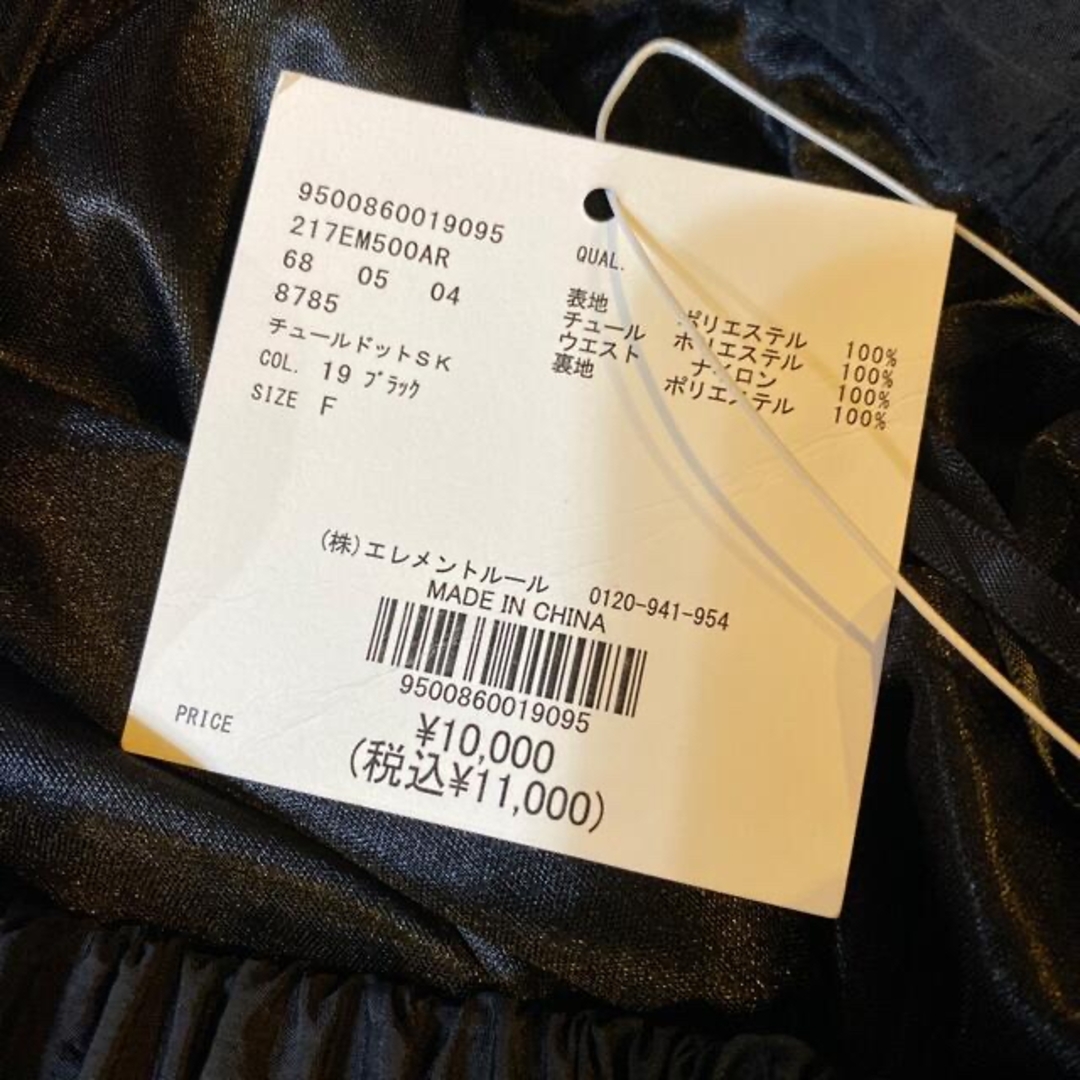 9500860019095
217EM500AR
68 05 04
8785
チュールドットＳＫ
COL. 19 ﾌﾞﾗｯｸ
SIZE F
QUAL.
表地 ポリエステル 100%
チュール ポリエステル 100%
ウエスト ナイロン 100%
裏地 ポリエステル 100%
(株)エレメントルール 0120-941-954
MADE IN CHINA
9500860019095
PRICE ¥10,000
(税込¥11,000)